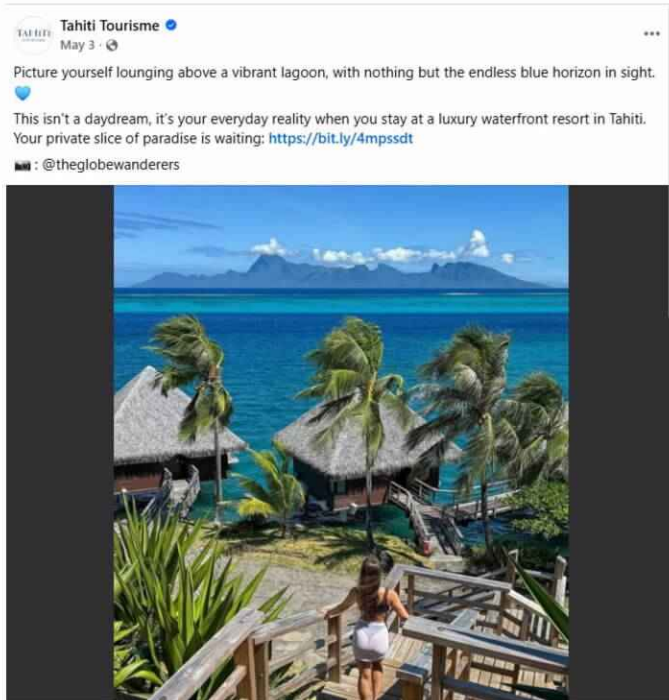 TAHITI
Tahiti Tourisme
May 3 ·
Picture yourself lounging above a vibrant lagoon, with nothing but the endless blue horizon in sight.
This isn't a daydream, it's your everyday reality when you stay at a luxury waterfront resort in Tahiti.
Your private slice of paradise is waiting: https://bit.ly/4mpssdt
: @theglobewanderers